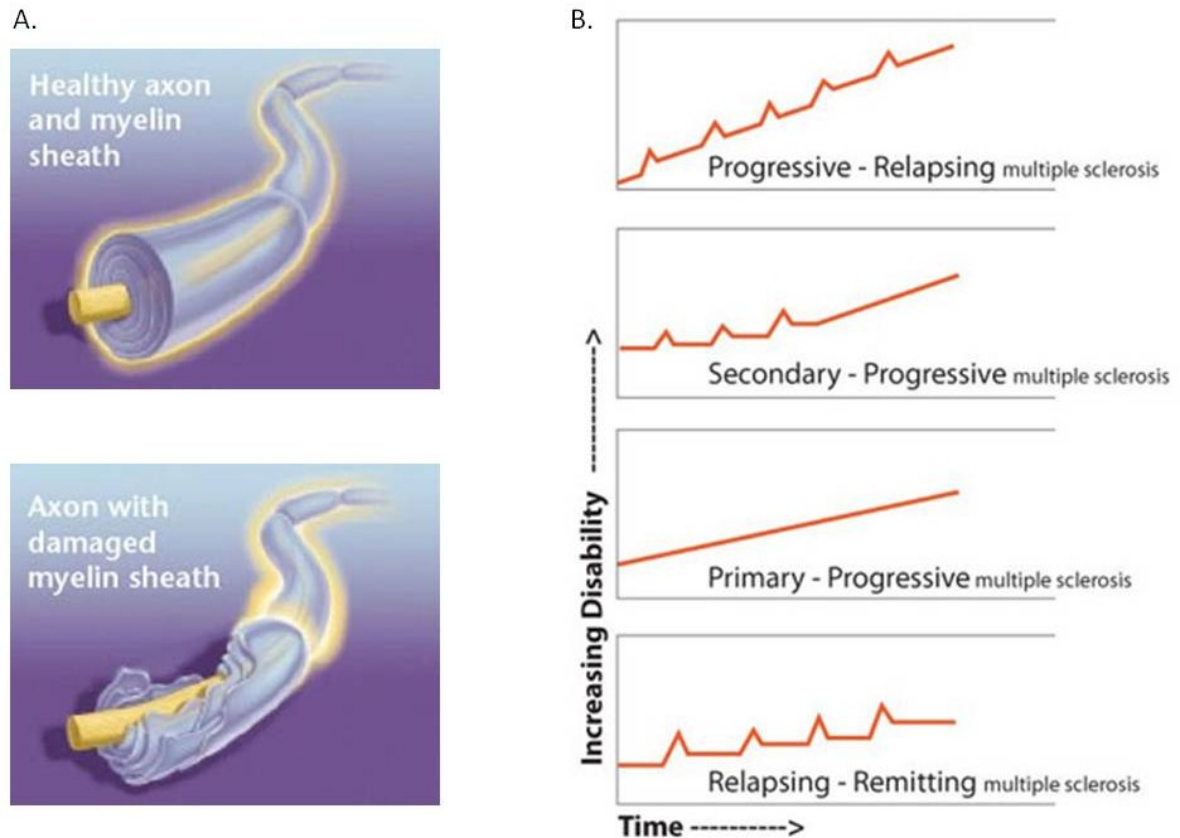 A.
Healthy axon
and myelin
sheath
Axon with
damaged
myelin sheath
B.
Progressive - Relapsing multiple sclerosis
Secondary - Progressive multiple sclerosis
Primary - Progressive multiple sclerosis
Relapsing - Remitting multiple sclerosis
Increasing Disability ---------->
Time ---------->